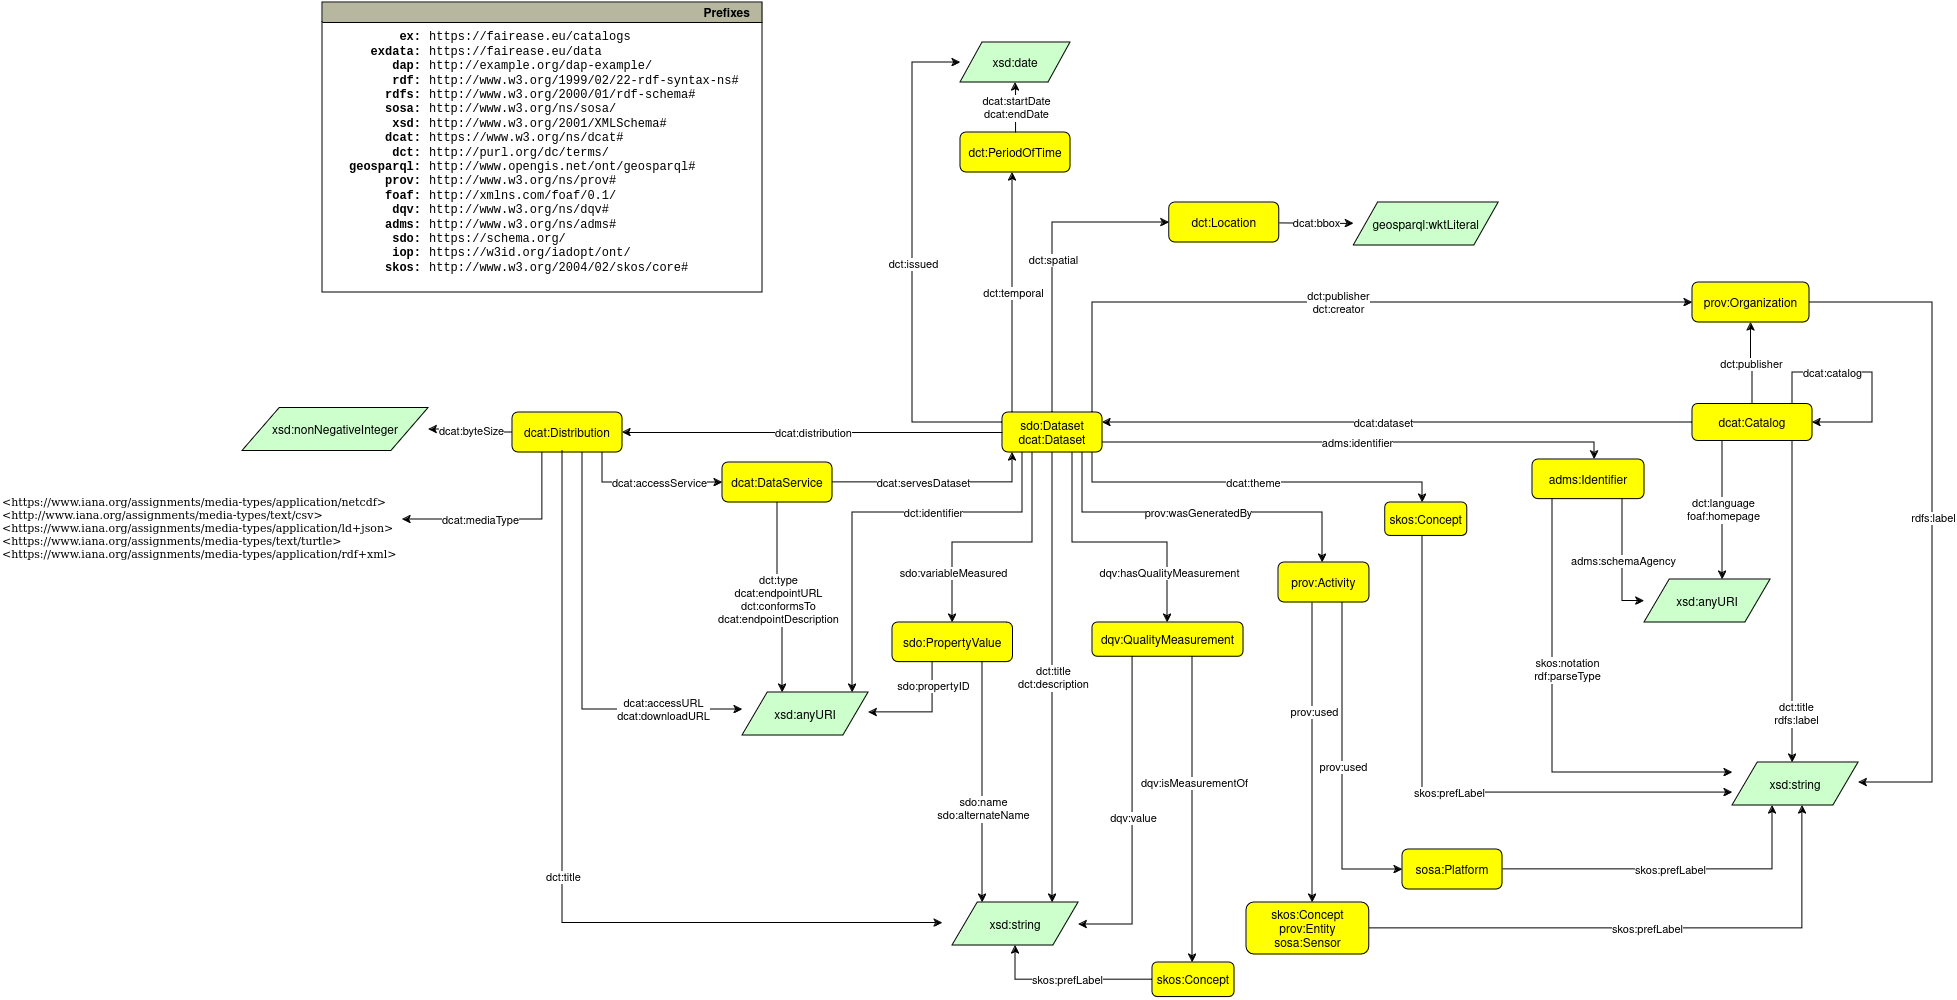 Prefixes
ex: https://fairease.eu/catalogs
exdata: https://fairease.eu/data
dap: http://example.org/dap-example/
rdf: http://www.w3.org/1999/02/22-rdf-syntax-ns#
rdfs: http://www.w3.org/2000/01/rdf-schema#
sosa: http://www.w3.org/ns/sosa/
xsd: http://www.w3.org/2001/XMLSchema#
dcat: https://www.w3.org/ns/dcat#
dct: http://purl.org/dc/terms/
geosparql: http://www.opengis.net/ont/geosparql#
prov: http://www.w3.org/ns/prov#
foaf: http://xmlns.com/foaf/0.1/
dqv: http://www.w3.org/ns/dqv#
adms: http://www.w3.org/ns/adms#
sdo: https://schema.org/
iop: https://w3id.org/iadopt/ont/
skos: http://www.w3.org/2004/02/skos/core#
xsd:date
dcat:startDate
dcat:endDate
dct:PeriodOfTime
dct:Location
dcat:bbox
geosparql:wktLiteral
dct:issued
dct:spatial
dct:temporal
dct:publisher
dct:creator
prov:Organization
dct:publisher
dcat:catalog
xsd:nonNegativeInteger
dcat:byteSize
dcat:Distribution
dcat:distribution
sdo:Dataset
dcat:Dataset
dcat:dataset
dcat:Catalog
adms:identifier
dcat:accessService
dcat:DataService
dcat:servesDataset
dcat:theme
adms:Identifier
<https://www.iana.org/assignments/media-types/application/netcdf>
<http://www.iana.org/assignments/media-types/text/csv>
<https://www.iana.org/assignments/media-types/application/ld+json>
<https://www.iana.org/assignments/media-types/text/turtle>
<https://www.iana.org/assignments/media-types/application/rdf+xml>
dcat:mediaType
dct:identifier
prov:wasGeneratedBy
skos:Concept
dct:language
foaf:homepage
rdfs:label
dct:type
dcat:endpointURL
dct:conformsTo
dcat:endpointDescription
sdo:variableMeasured
dqv:hasQualityMeasurement
prov:Activity
adms:schemaAgency
xsd:anyURI
sdo:PropertyValue
dqv:QualityMeasurement
dct:title
dct:description
skos:notation
rdf:parseType
sdo:propertyID
dcat:accessURL
dcat:downloadURL
xsd:anyURI
prov:used
dct:title
rdfs:label
prov:used
dqv:isMeasurementOf
skos:prefLabel
xsd:string
sdo:name
sdo:alternateName
dqv:value
dct:title
sosa:Platform
skos:prefLabel
xsd:string
skos:Concept
prov:Entity
sosa:Sensor
skos:prefLabel
skos:prefLabel
skos:Concept